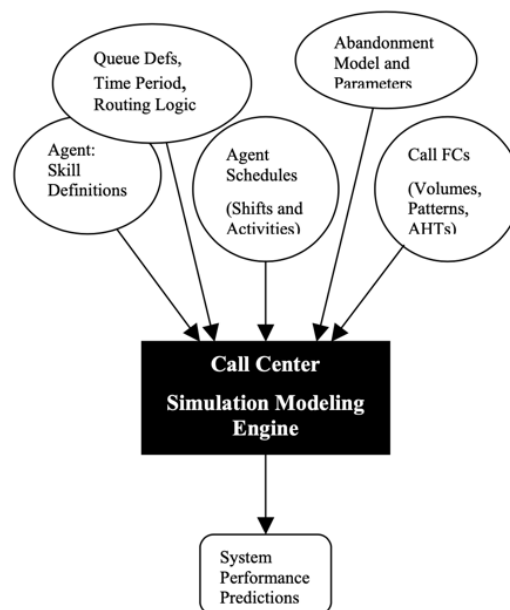 Queue Defs,
Time Period,
Routing Logic
Abandonment
Model and
Parameters
Agent:
Skill
Definitions
Agent
Schedules
(Shifts and
Activities)
Call FCs
(Volumes,
Patterns,
AHTs)
Call Center
Simulation Modeling
Engine
System
Performance
Predictions